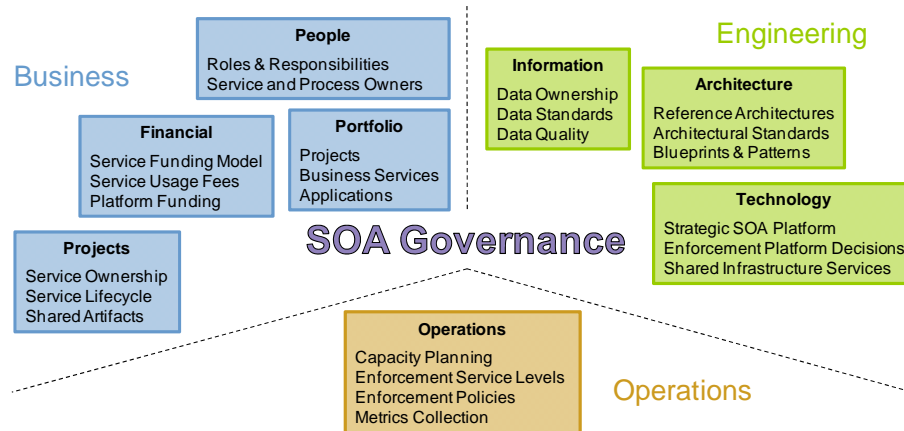 Business
People
Roles & Responsibilities
Service and Process Owners
Financial
Service Funding Model
Service Usage Fees
Platform Funding
Portfolio
Projects
Business Services
Applications
Projects
Service Ownership
Service Lifecycle
Shared Artifacts
Engineering
Information
Data Ownership
Data Standards
Data Quality
Architecture
Reference Architectures
Architectural Standards
Blueprints & Patterns
Technology
Strategic SOA Platform
Enforcement Platform Decisions
Shared Infrastructure Services
SOA Governance
Operations
Capacity Planning
Enforcement Service Levels
Enforcement Policies
Metrics Collection
Operations